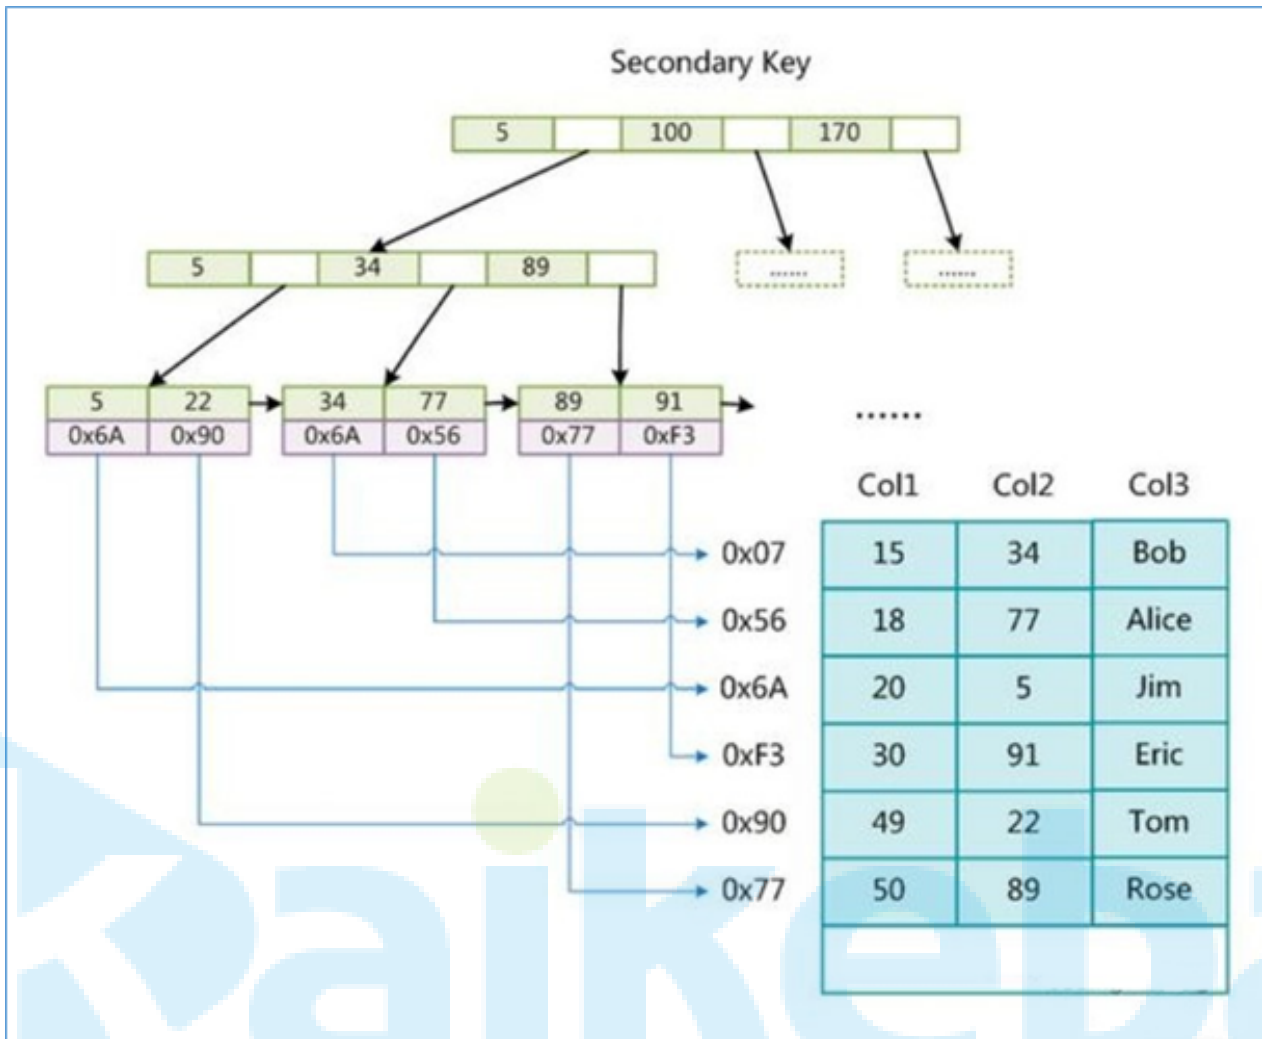 Secondary Key
5 100 170
5 34 89 ...... ......
5 22 34 77 89 91 ......
0x6A 0x90 0x6A 0x56 0x77 0xF3
Col1 Col2 Col3
0x07 15 34 Bob
0x56 18 77 Alice
0x6A 20 5 Jim
0xF3 30 91 Eric
0x90 49 22 Tom
0x77 50 89 Rose
aikeba